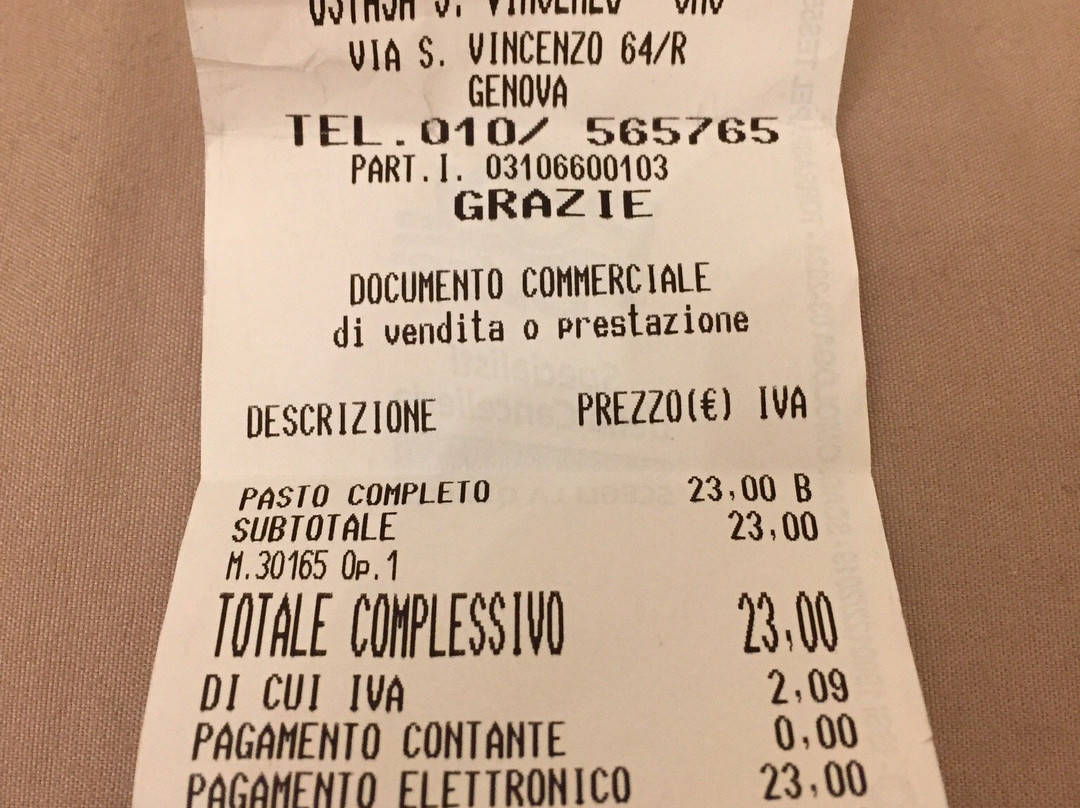 VIA S. VINCENZO 64/R
GENOVA
TEL.010/ 565765
PART.I. 03106600103
GRAZIE
DOCUMENTO COMMERCIALE
di vendita o prestazione
DESCRIZIONE PREZZO(€) IVA
PASTO COMPLETO 23,00 B
SUBTOTALE 23,00
M.30165 Op.1
TOTALE COMPLESSIVO 23,00
DI CUI IVA 2,09
PAGAMENTO CONTANTE 0,00
PAGAMENTO ELETTRONICO 23,00